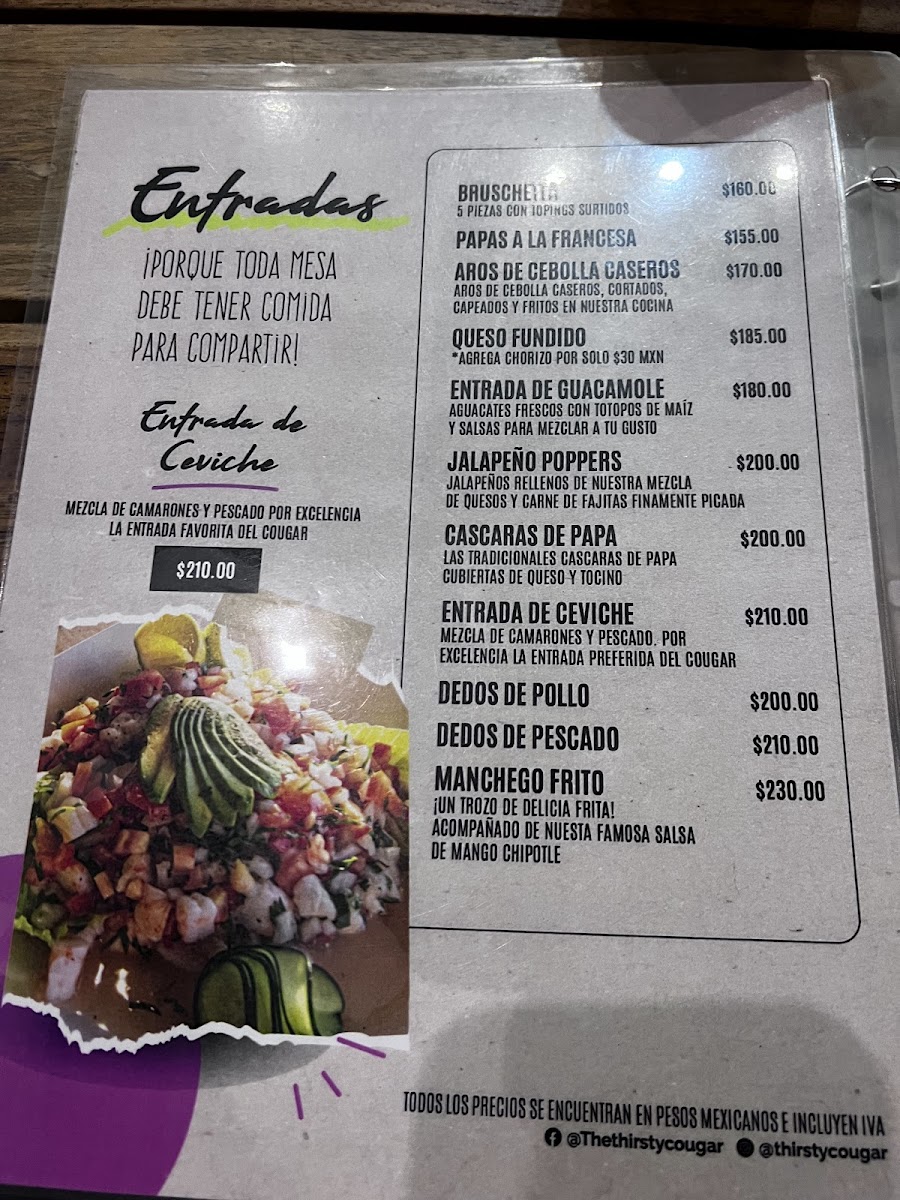 Entradas
¡PORQUE TODA MESA
DEBE TENER COMIDA
PARA COMPARTIR!
Entrada de
Ceviche
MEZCLA DE CAMARONES Y PESCADO POR EXCELENCIA
LA ENTRADA FAVORITA DEL COUGAR
$210.00
BRUSCHETTA $160.00
5 PIEZAS CON TOPINGS SURTIDOS
PAPAS A LA FRANCESA $155.00
AROS DE CEBOLLA CASEROS $170.00
AROS DE CEBOLLA CASEROS, CORTADOS,
CAPEADOS Y FRITOS EN NUESTRA COCINA
QUESO FUNDIDO $185.00
*AGREGA CHORIZO POR SOLO $30 MXN
ENTRADA DE GUACAMOLE $180.00
AGUACATES FRESCOS CON TOTOPOS DE MAÍZ
Y SALSAS PARA MEZCLAR A TU GUSTO
JALAPEÑO POPPERS $200.00
JALAPEÑOS RELLENOS DE NUESTRA MEZCLA
DE QUESOS Y CARNE DE FAJITAS FINAMENTE PICADA
CASCARAS DE PAPA $200.00
LAS TRADICIONALES CASCARAS DE PAPA
CUBIERTAS DE QUESO Y TOCINO
ENTRADA DE CEVICHE $210.00
MEZCLA DE CAMARONES Y PESCADO. POR
EXCELENCIA LA ENTRADA PREFERIDA DEL COUGAR
DEDOS DE POLLO $200.00
DEDOS DE PESCADO $210.00
MANCHEGO FRITO $230.00
¡UN TROZO DE DELICIA FRITA!
ACOMPAÑADO DE NUESTA FAMOSA SALSA
DE MANGO CHIPOTLE
TODOS LOS PRECIOS SE ENCUENTRAN EN PESOS MEXICANOS E INCLUYEN IVA
@Thethirstycougar @thirstycougar